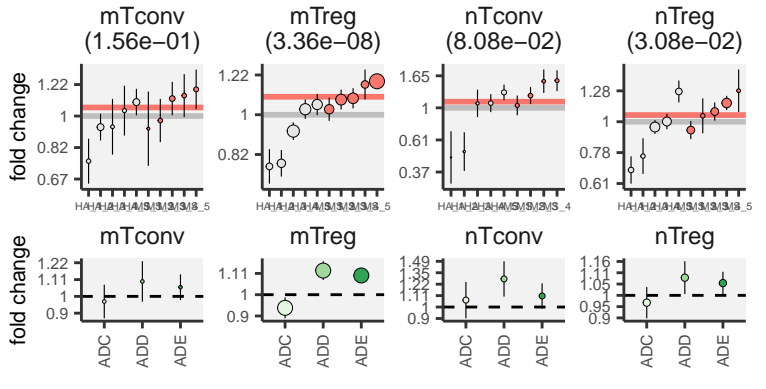 mTconv
(1.56e−01)
mTreg
(3.36e−08)
nTconv
(8.08e−02)
nTreg
(3.08e−02)
fold change
1.22
1
0.82
0.67
1.22
1
0.82
1.65
1
0.61
0.37
1.28
1
0.78
0.61
mTconv
mTreg
nTconv
nTreg
fold change
1.22
1.11
1
0.9
1.11
1
0.9
1.49
1.35
1.22
1.11
1
0.9
1.16
1.1
1.05
1
0.95
0.9
ADC
ADD
ADE
ADC
ADD
ADE
ADC
ADD
ADE
ADC
ADD
ADE